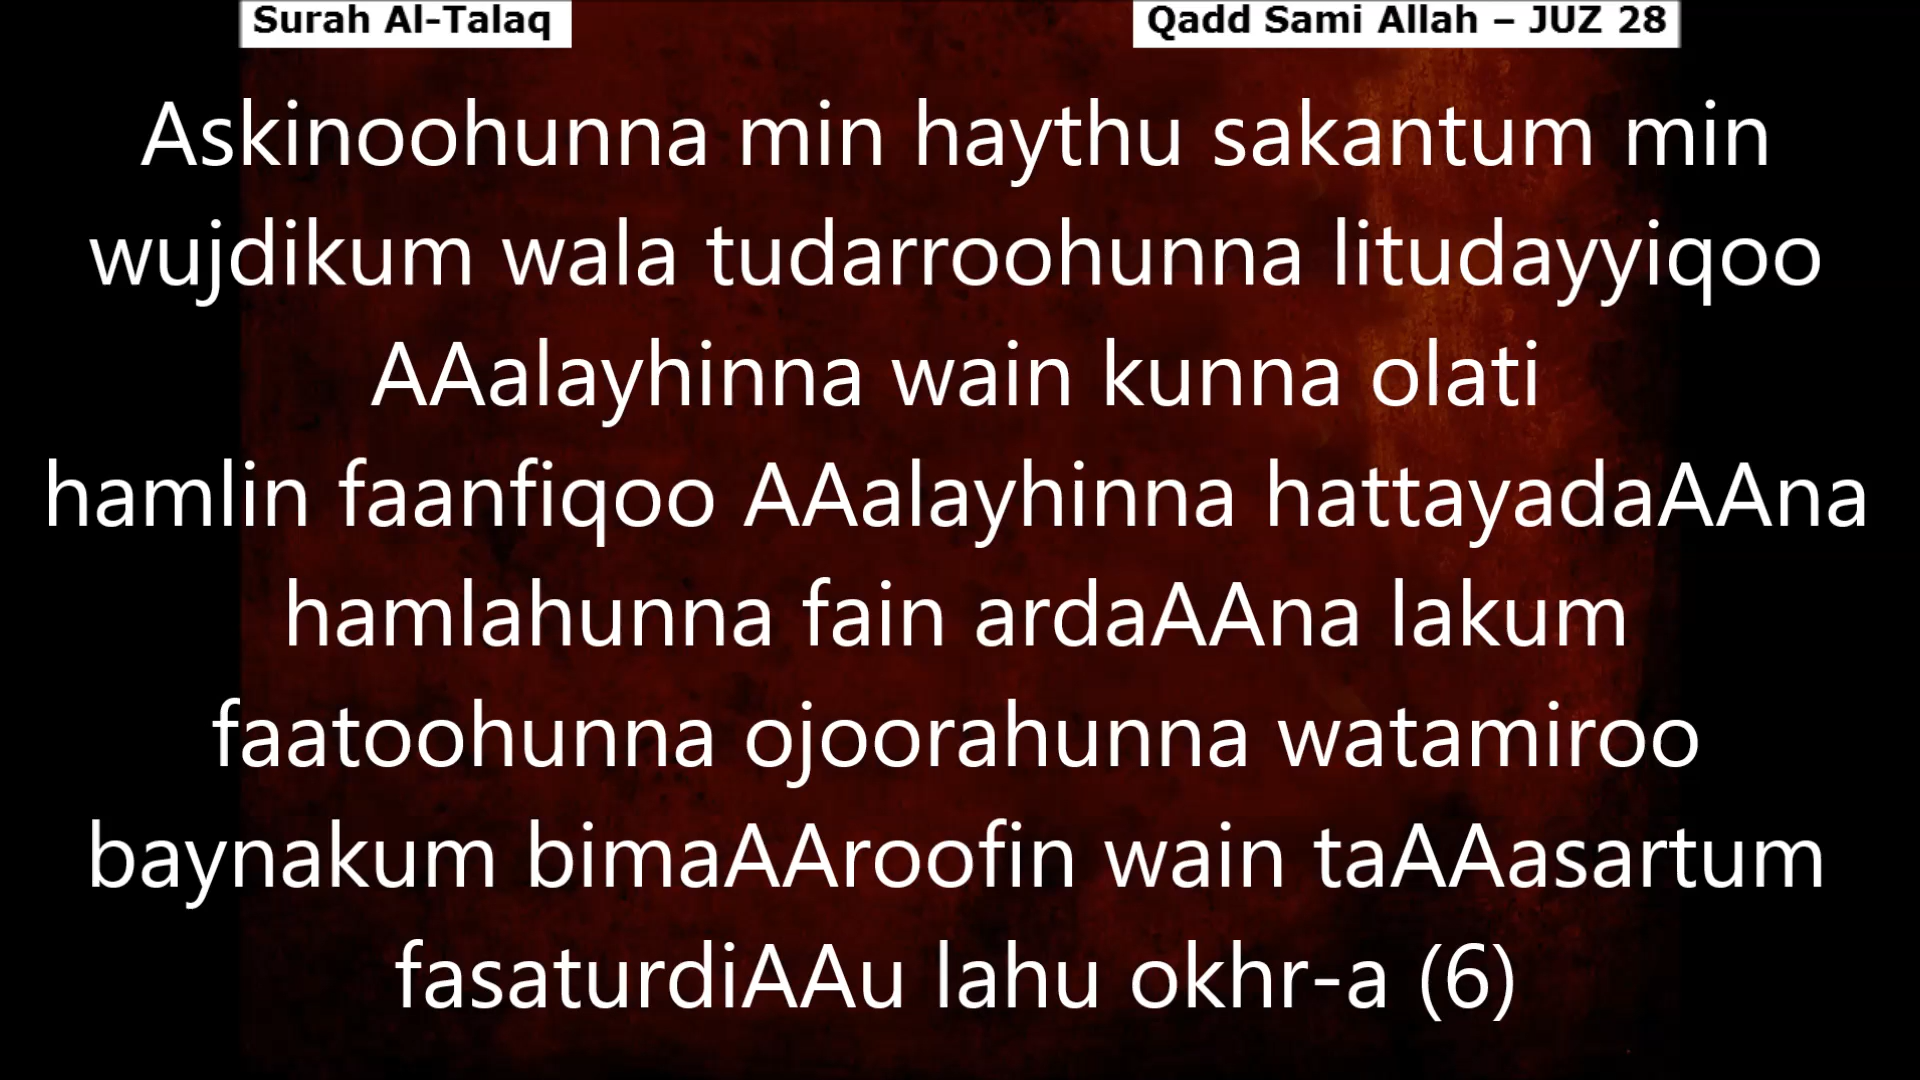 Surah Al-Talaq
Qadd Sami Allah – JUZ 28
Askinoohunna min haythu sakantum min
wujdikum wala tudarroohunna litudayyiqoo
AAalayhinna wain kunna olati
hamlin faanfiqoo AAalayhinna hattayadaAAna
hamlahunna fain ardaAAna lakum
faatoohunna ojoorahunna watamiroo
baynakum bimaAAroofin wain taAAasartum
fasaturdiAAu lahu okhr-a (6)